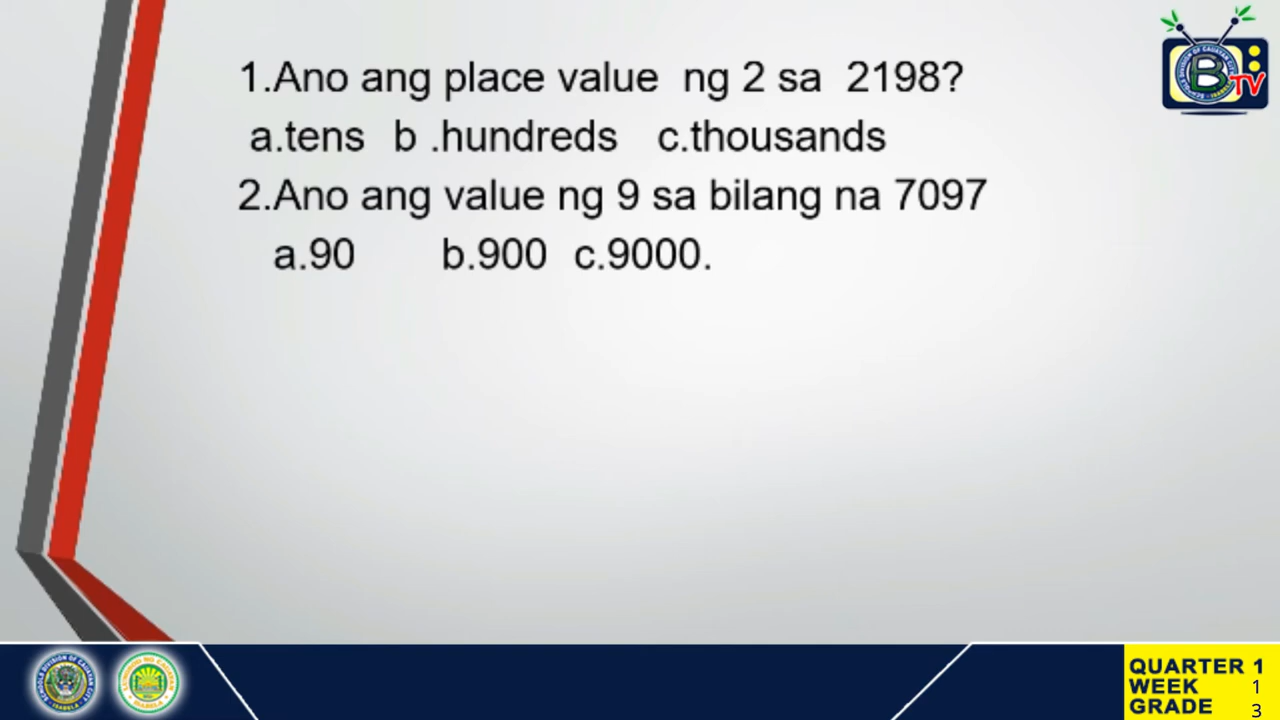 1.Ano ang place value ng 2 sa 2198?
a.tens b .hundreds c.thousands
2.Ano ang value ng 9 sa bilang na 7097
a.90 b.900 c.9000.
B TV
QUARTER 1
WEEK 1
GRADE 3